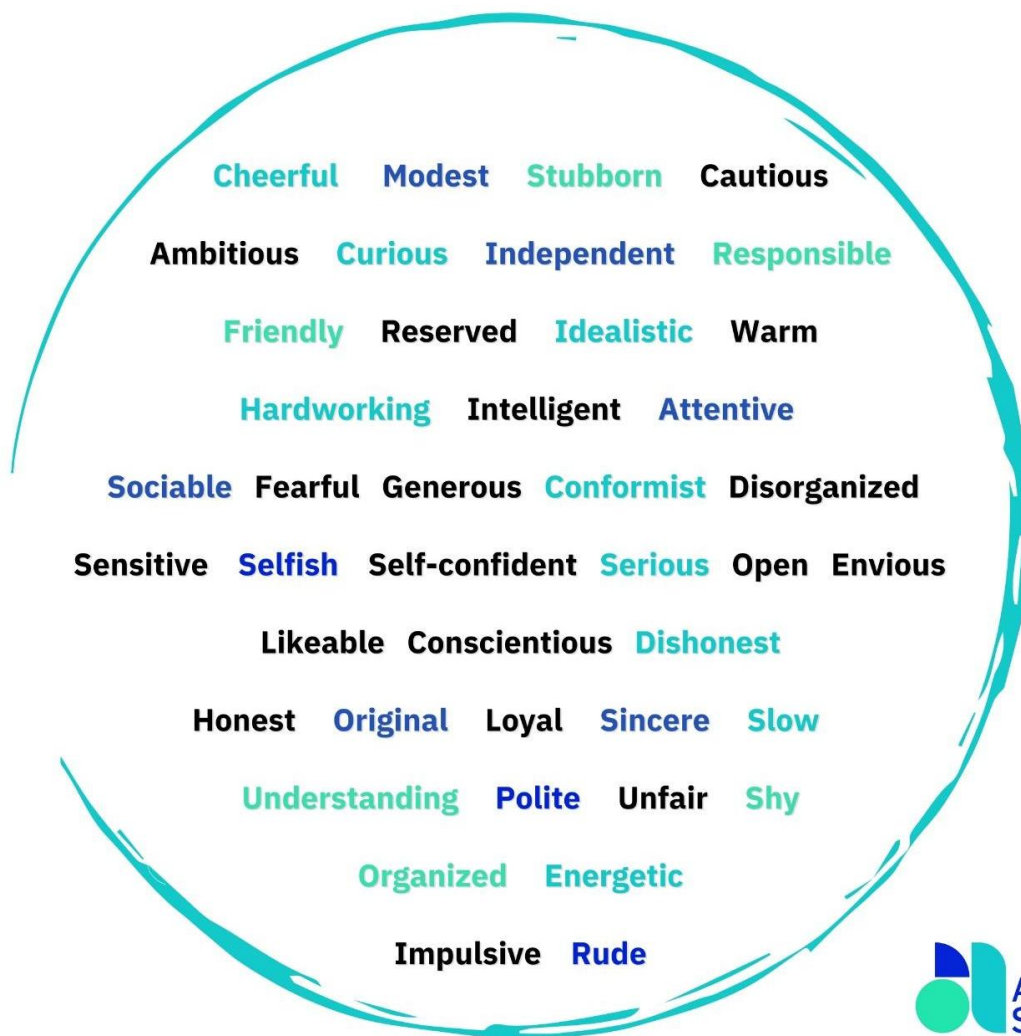 Cheerful Modest Stubborn Cautious
Ambitious Curious Independent Responsible
Friendly Reserved Idealistic Warm
Hardworking Intelligent Attentive
Sociable Fearful Generous Conformist Disorganized
Sensitive Selfish Self-confident Serious Open Envious
Likeable Conscientious Dishonest
Honest Original Loyal Sincere Slow
Understanding Polite Unfair Shy
Organized Energetic
Impulsive Rude